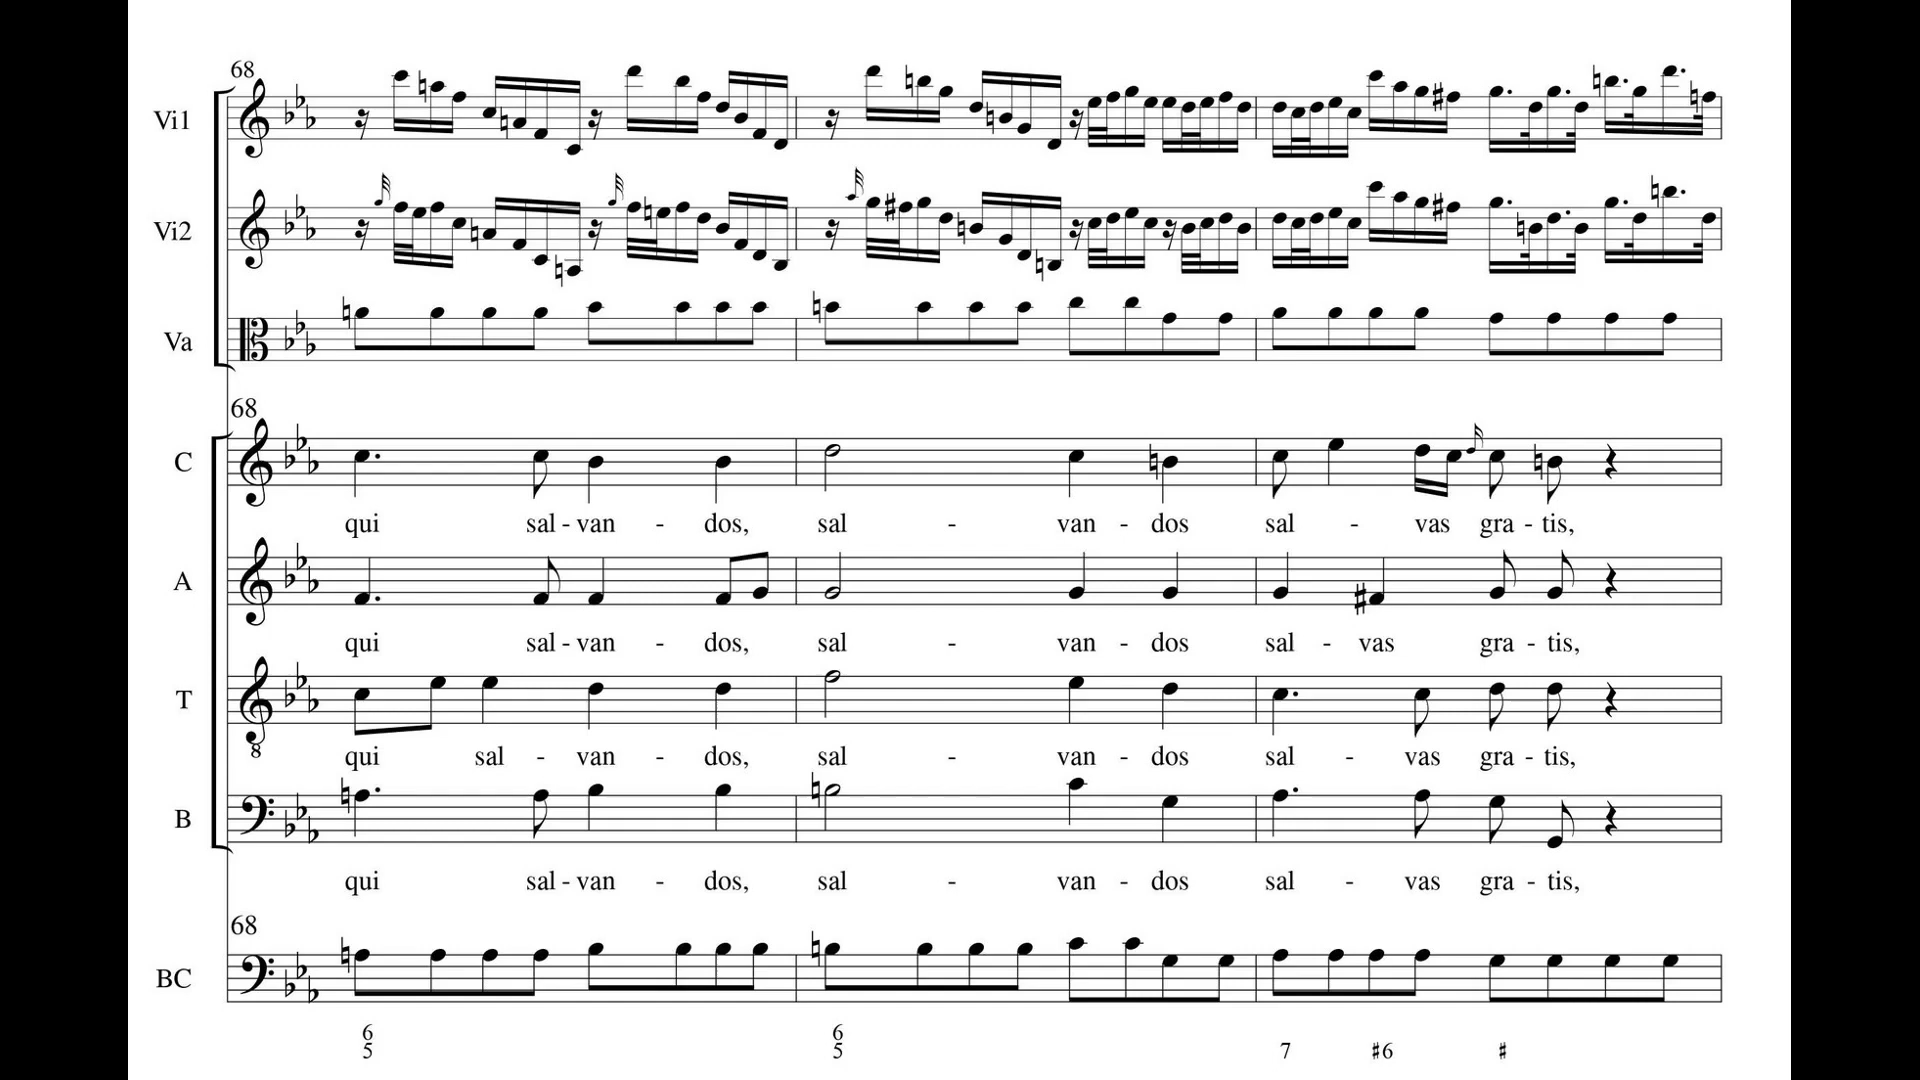 68
Vi1
Vi2
Va
68
C
qui sal - van - dos, sal - van - dos sal - vas gra - tis,
A
qui sal - van - dos, sal - van - dos sal - vas gra - tis,
T
8
qui sal - van - dos, sal - van - dos sal - vas gra - tis,
B
qui sal - van - dos, sal - van - dos sal - vas gra - tis,
68
BC
6 6
5 5 7 ♯6 ♯